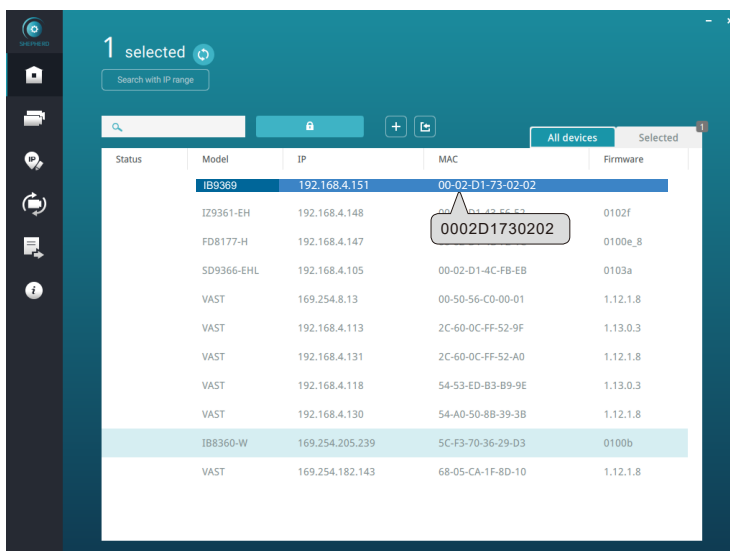 SHEPHERD
1 selected
Search with IP range
All devices
Selected
1
Status Model IP MAC Firmware
IB9369 192.168.4.151 00-02-D1-73-02-02
IZ9361-EH 192.168.4.148 0102f
0002D1730202
FD8177-H 192.168.4.147 0100e_8
SD9366-EHL 192.168.4.105 00-02-D1-4C-FB-EB 0103a
VAST 169.254.8.13 00-50-56-C0-00-01 1.12.1.8
VAST 192.168.4.113 2C-60-0C-FF-52-9F 1.13.0.3
VAST 192.168.4.131 2C-60-0C-FF-52-A0 1.12.1.8
VAST 192.168.4.118 54-53-ED-B3-B9-9E 1.13.0.3
VAST 192.168.4.130 54-A0-50-8B-39-3B 1.12.1.8
IB8360-W 169.254.205.239 5C-F3-70-36-29-D3 0100b
VAST 169.254.182.143 68-05-CA-1F-8D-10 1.12.1.8
IP
i